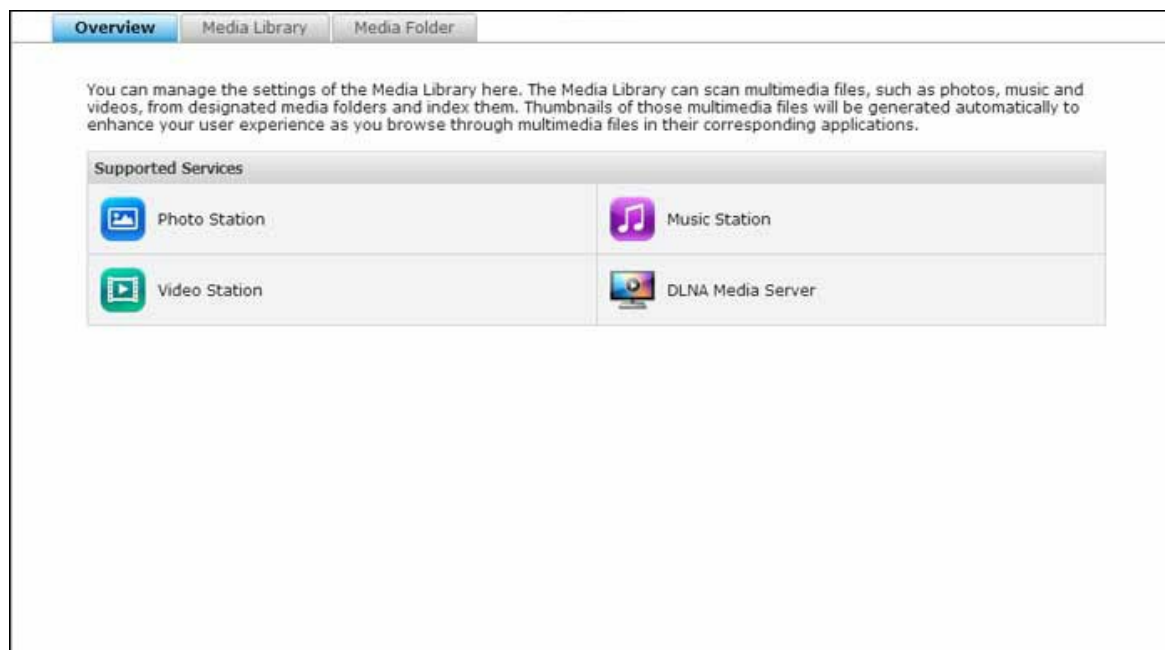 Overview
Media Library
Media Folder
You can manage the settings of the Media Library here. The Media Library can scan multimedia files, such as photos, music and
videos, from designated media folders and index them. Thumbnails of those multimedia files will be generated automatically to
enhance your user experience as you browse through multimedia files in their corresponding applications.
Supported Services
Photo Station
Music Station
Video Station
DLNA Media Server